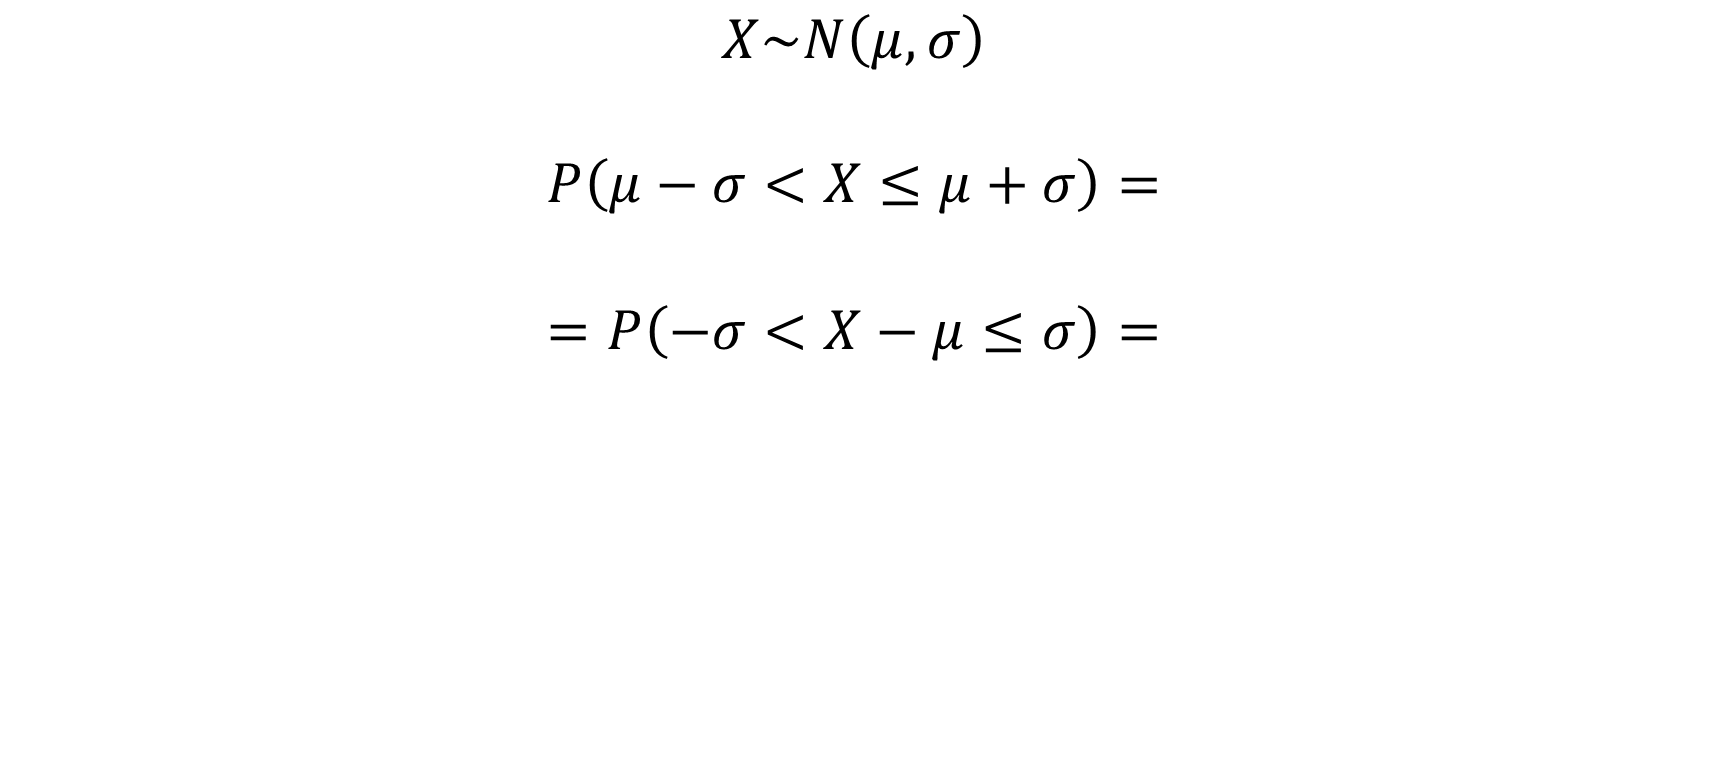 X~N(μ, σ)
P(μ − σ < X ≤ μ + σ) =
= P(−σ < X − μ ≤ σ) =